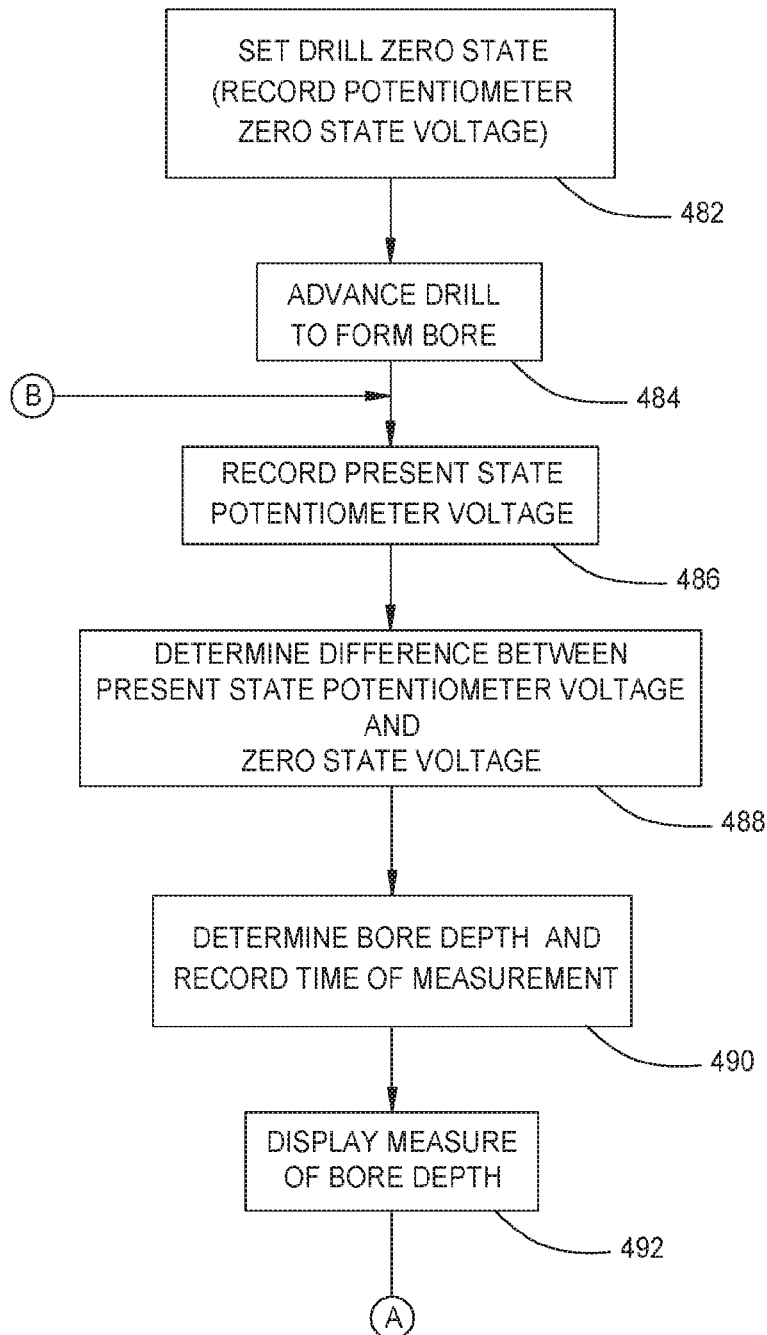 SET DRILL ZERO STATE
(RECORD POTENTIOMETER
ZERO STATE VOLTAGE)
482
ADVANCE DRILL
TO FORM BORE
484
B
RECORD PRESENT STATE
POTENTIOMETER VOLTAGE
486
DETERMINE DIFFERENCE BETWEEN
PRESENT STATE POTENTIOMETER VOLTAGE
AND
ZERO STATE VOLTAGE
488
DETERMINE BORE DEPTH AND
RECORD TIME OF MEASUREMENT
490
DISPLAY MEASURE
OF BORE DEPTH
492
A